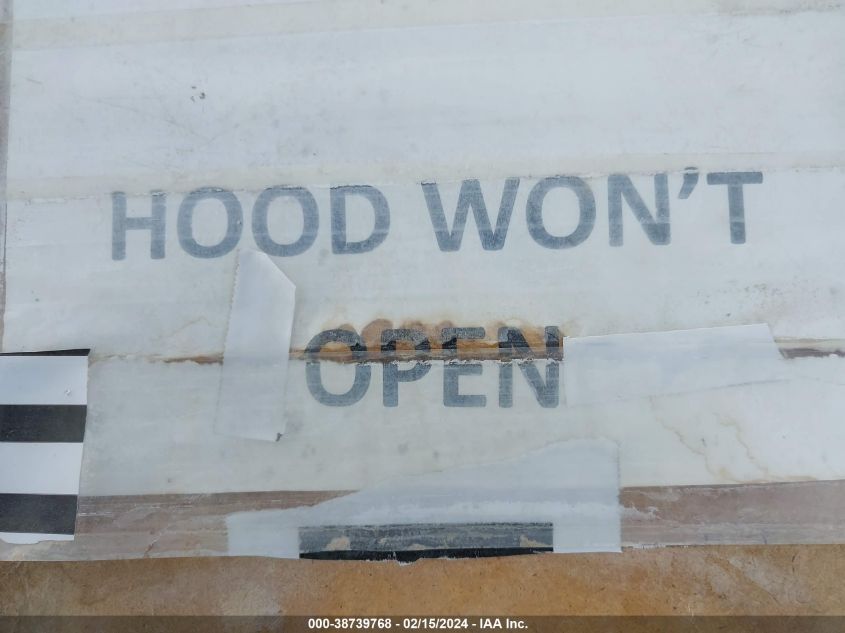 HOOD WON'T
OPEN
000-38739768 - 02/15/2024 - IAA Inc.